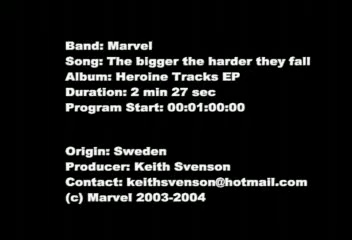 Band: Marvel
Song: The bigger the harder they fall
Album: Heroine Tracks EP
Duration: 2 min 27 sec
Program Start: 00:01:00:00
Origin: Sweden
Producer: Keith Svenson
Contact: keithsvenson@hotmail.com
(c) Marvel 2003-2004